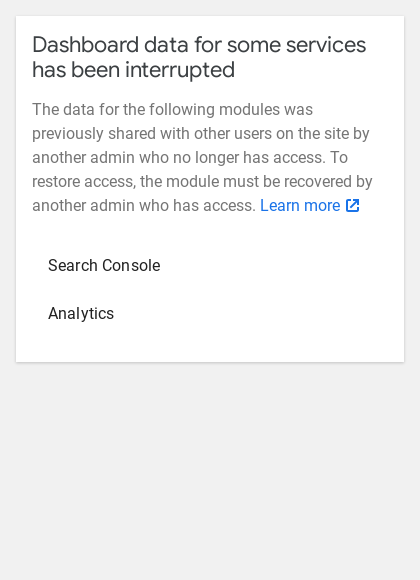 Dashboard data for some services
has been interrupted
The data for the following modules was
previously shared with other users on the site by
another admin who no longer has access. To
restore access, the module must be recovered by
another admin who has access. Learn more
Search Console
Analytics